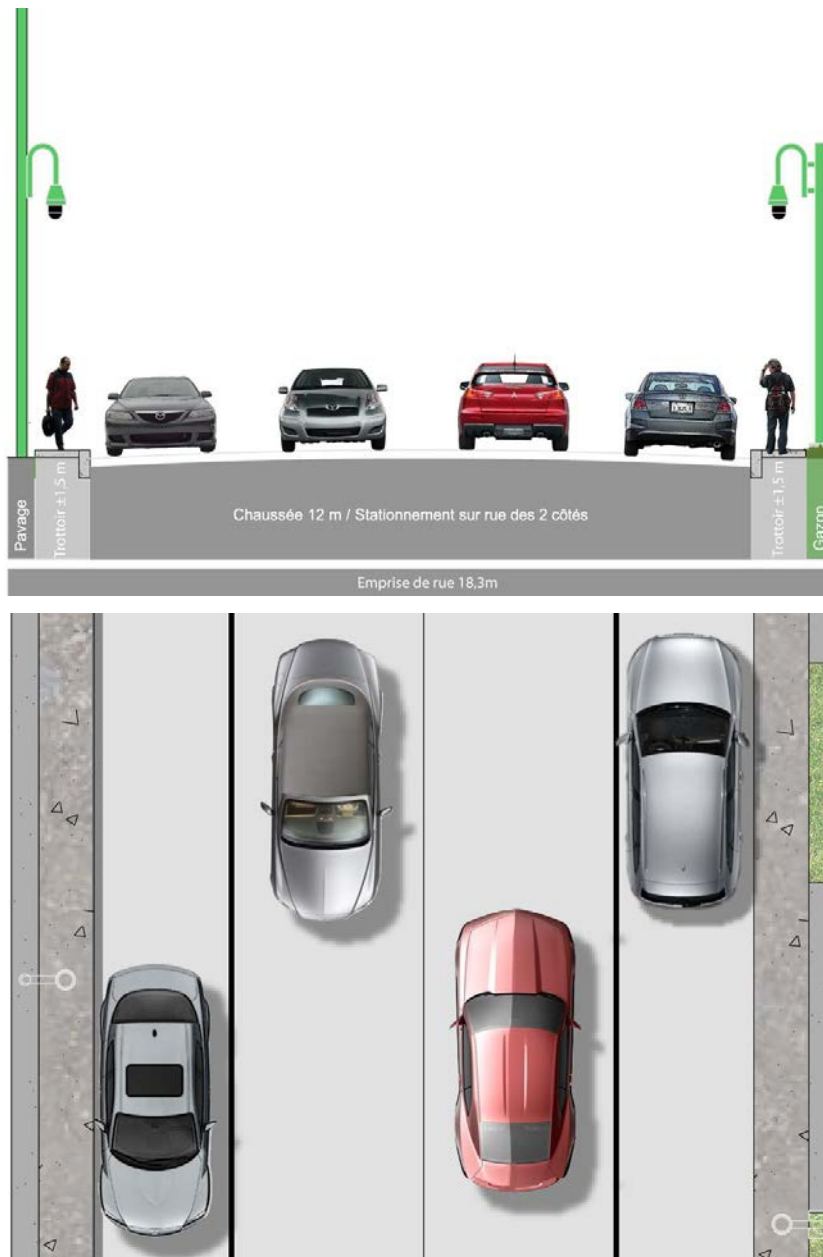 Pavage
Trottoir ±1,5 m
Chaussée 12 m / Stationnement sur rue des 2 côtés
Trottoir ±1,5 m
Gazon
Emprise de rue 18,3m